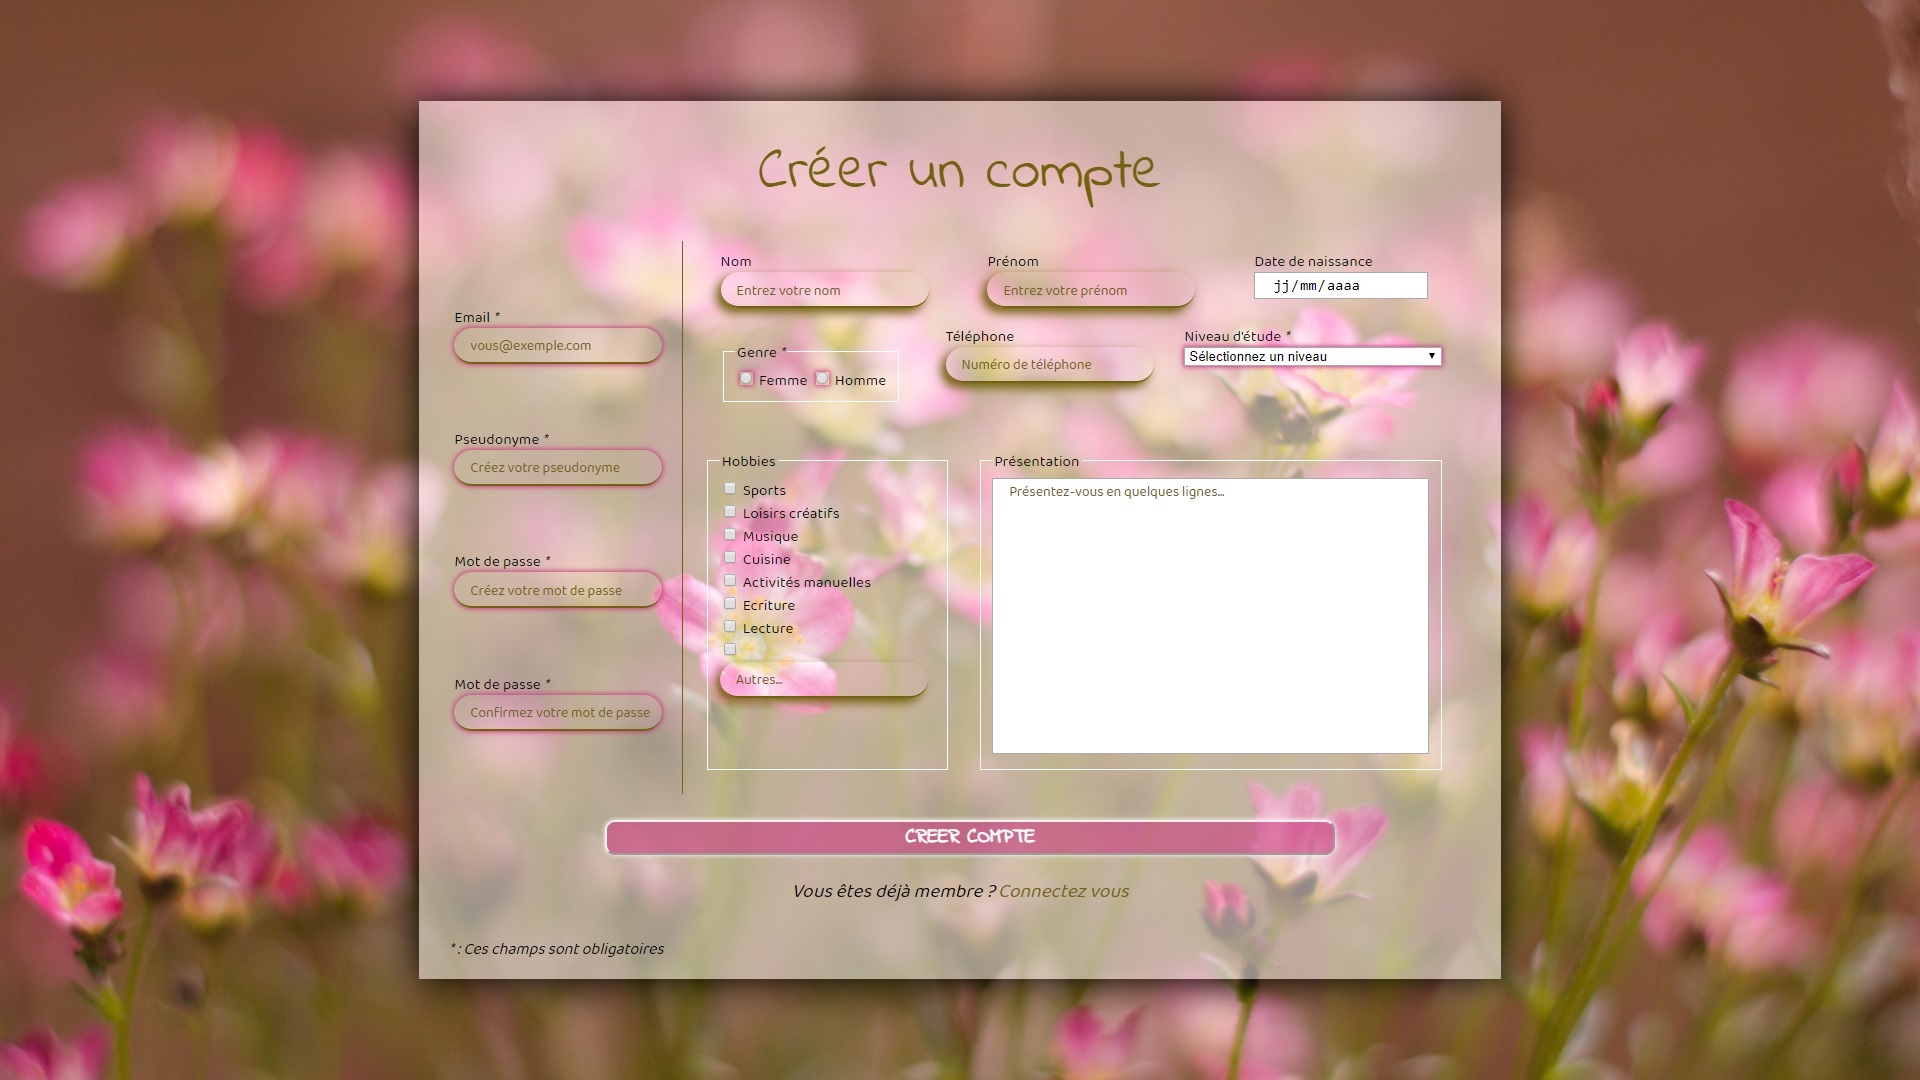 Créer un compte
Email *
vous@exemple.com
Pseudonyme *
Créez votre pseudonyme
Mot de passe *
Créez votre mot de passe
Mot de passe *
Confirmez votre mot de passe
Nom
Entrez votre nom
Prénom
Entrez votre prénom
Date de naissance
jj/mm/aaaa
Genre *
Femme Homme
Téléphone
Numéro de téléphone
Niveau d'étude *
Sélectionnez un niveau
Hobbies
Sports
Loisirs créatifs
Musique
Cuisine
Activités manuelles
Ecriture
Lecture
Autres...
Présentation
Présentez-vous en quelques lignes...
CREER COMPTE
Vous êtes déjà membre ? Connectez vous
* : Ces champs sont obligatoires